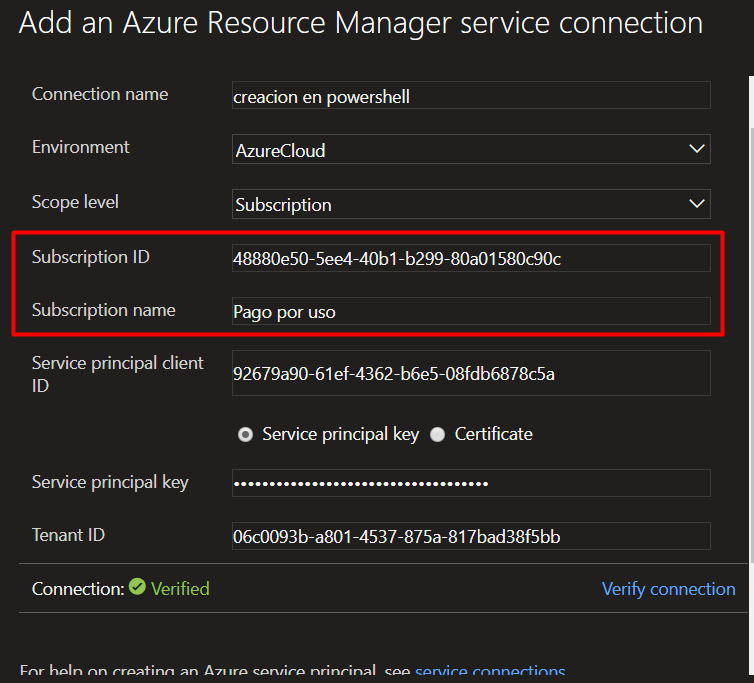 Add an Azure Resource Manager service connection
Connection name
creacion en powershell
Environment
AzureCloud
Scope level
Subscription
Subscription ID
48880e50-5ee4-40b1-b299-80a01580c90c
Subscription name
Pago por uso
Service principal client
ID
92679a90-61ef-4362-b6e5-08fdb6878c5a
Service principal key Certificate
Service principal key
••••••••••••••••••••••••••••••••••••
Tenant ID
06c0093b-a801-4537-875a-817bad38f5bb
Connection: Verified Verify connection
For help on creating an Azure service principal, see service connections